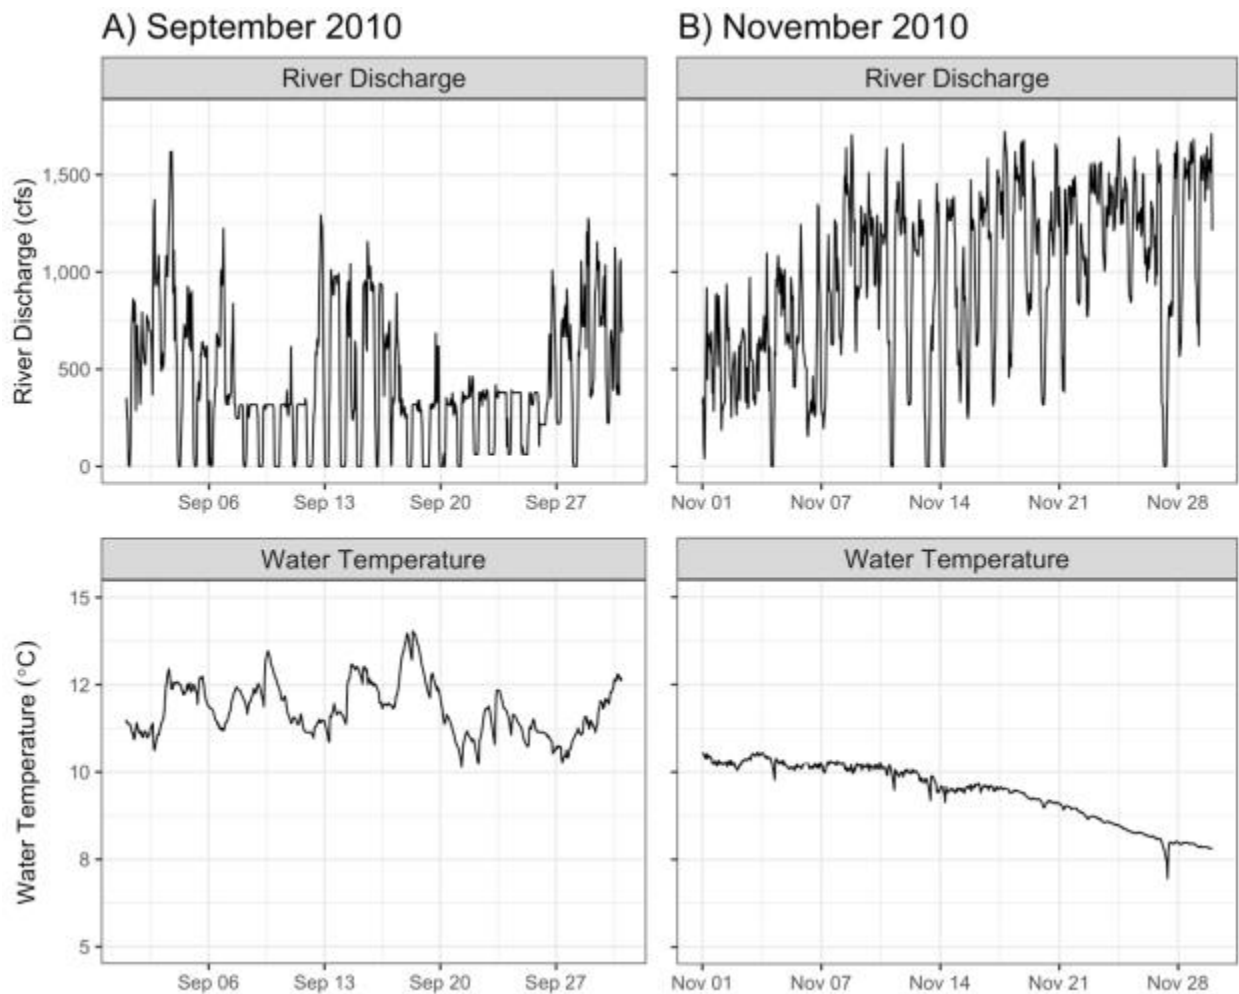 A) September 2010
B) November 2010
River Discharge
River Discharge
River Discharge (cfs)
1,500
1,000
500
0
Sep 06
Sep 13
Sep 20
Sep 27
Nov 01
Nov 07
Nov 14
Nov 21
Nov 28
Water Temperature
Water Temperature
Water Temperature (°C)
15
12
10
8
5
Sep 06
Sep 13
Sep 20
Sep 27
Nov 01
Nov 07
Nov 14
Nov 21
Nov 28